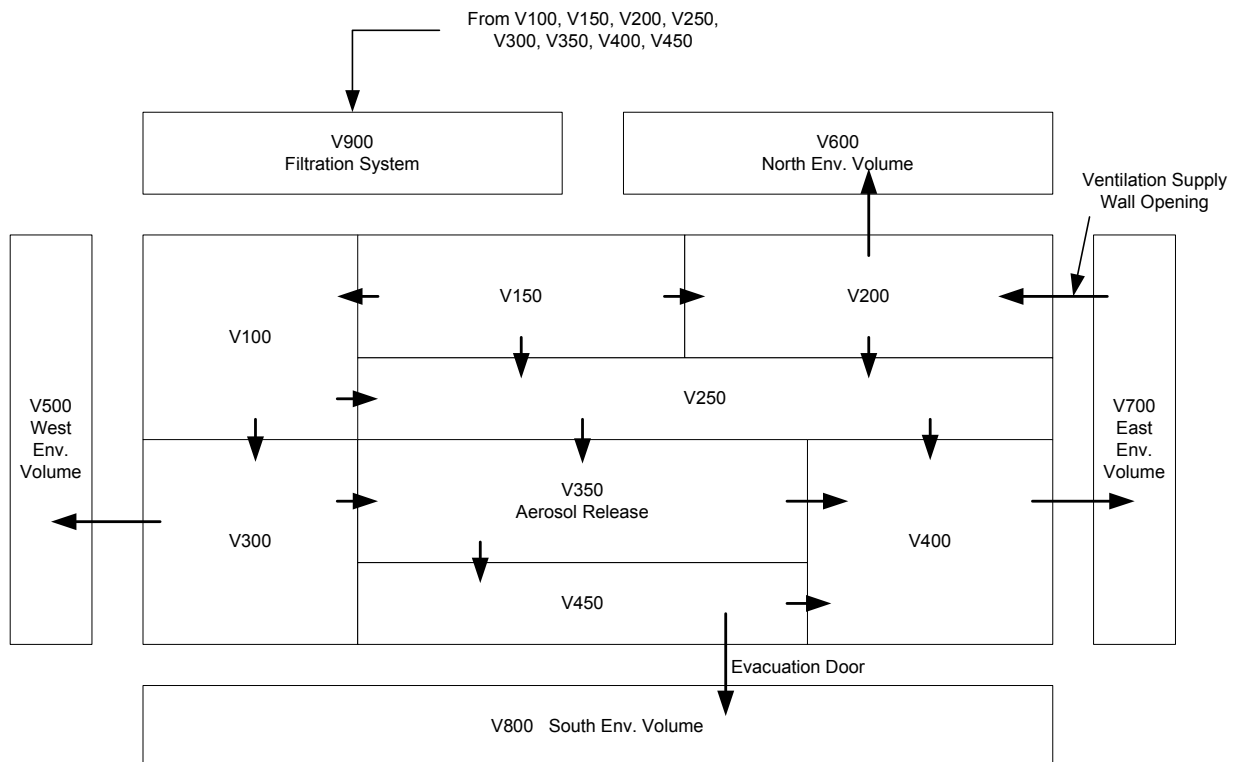 From V100, V150, V200, V250,
V300, V350, V400, V450
V900
Filtration System
V600
North Env. Volume
Ventilation Supply
Wall Opening
V150
V200
V100
V250
V500
West
Env.
Volume
V700
East
Env.
Volume
V350
Aerosol Release
V300
V400
V450
Evacuation Door
V800 South Env. Volume